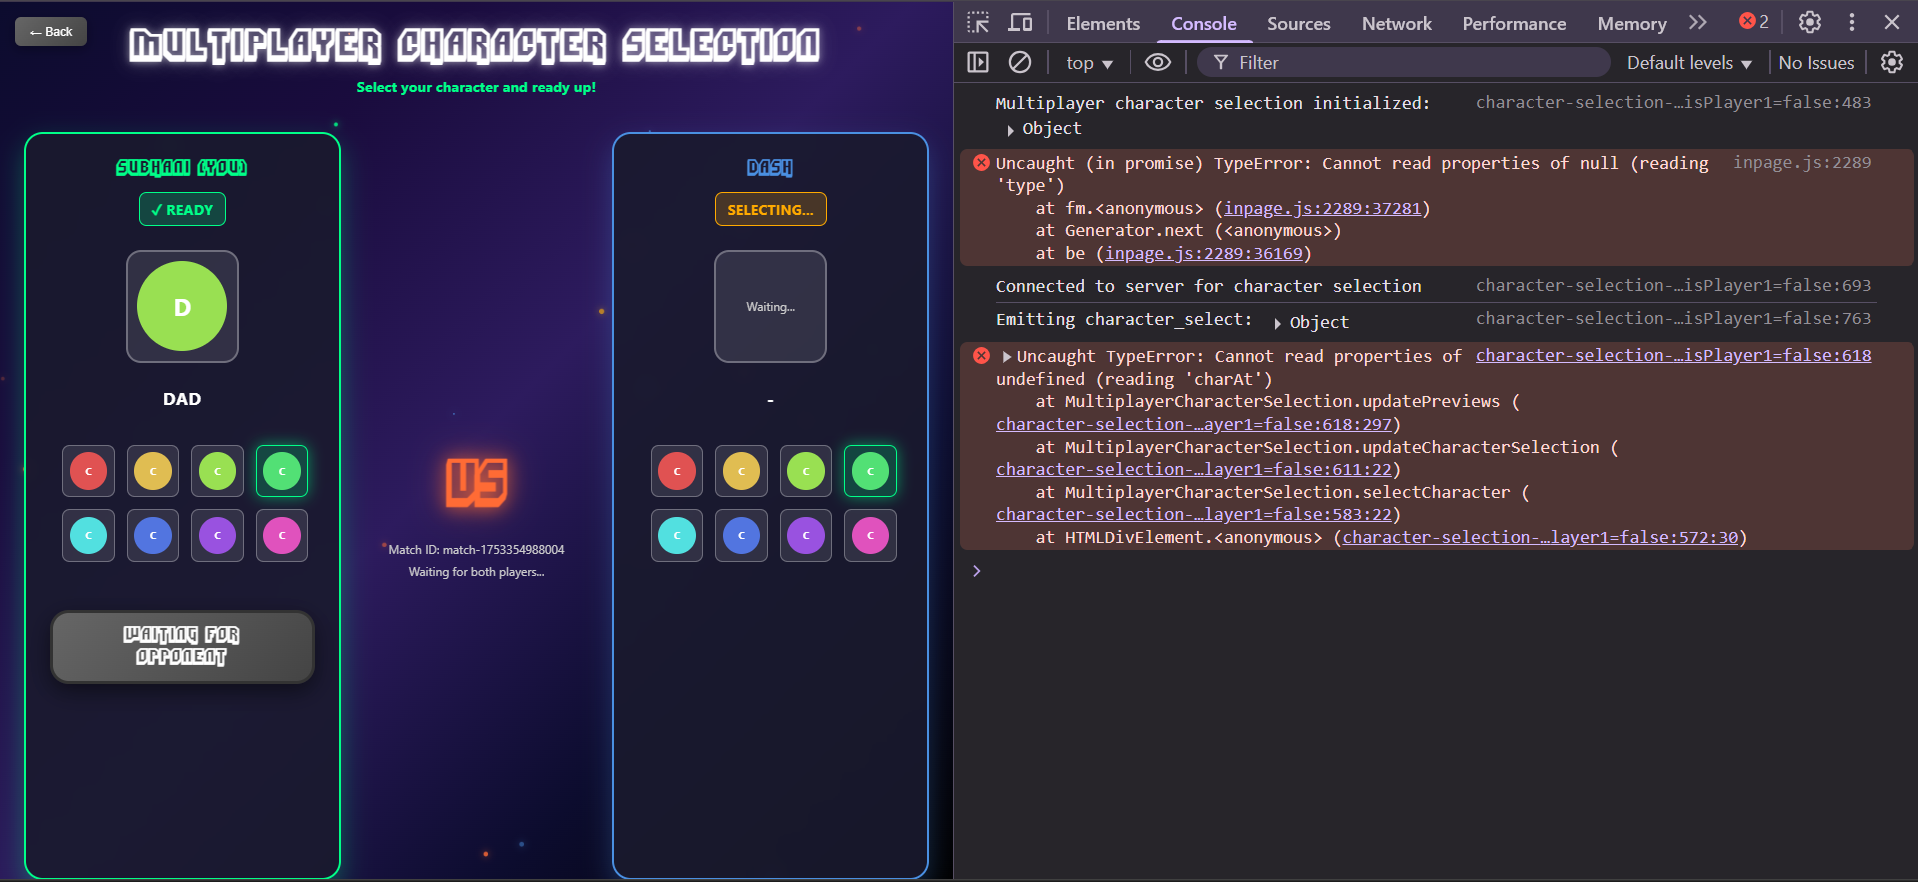 ← Back
MULTIPLAYER CHARACTER SELECTION
Select your character and ready up!
SUBHANI (YOU)
✓ READY
D
DAD
C C C C
C C C C
WAITING FOR
OPPONENT
VS
Match ID: match-1753354988004
Waiting for both players...
DASH
SELECTING...
Waiting...
-
C C C C
C C C C
Elements Console Sources Network Performance Memory 2
top Filter Default levels No Issues
Multiplayer character selection initialized: character-selection-…isPlayer1=false:483
Object
Uncaught (in promise) TypeError: Cannot read properties of null (reading inpage.js:2289
'type')
at fm.<anonymous> (inpage.js:2289:37281)
at Generator.next (<anonymous>)
at be (inpage.js:2289:36169)
Connected to server for character selection character-selection-…isPlayer1=false:693
Emitting character_select: Object character-selection-…isPlayer1=false:763
Uncaught TypeError: Cannot read properties of character-selection-…isPlayer1=false:618
undefined (reading 'charAt')
at MultiplayerCharacterSelection.updatePreviews (
character-selection-…ayer1=false:618:297)
at MultiplayerCharacterSelection.updateCharacterSelection (
character-selection-…layer1=false:611:22)
at MultiplayerCharacterSelection.selectCharacter (
character-selection-…layer1=false:583:22)
at HTMLDivElement.<anonymous> (character-selection-…layer1=false:572:30)